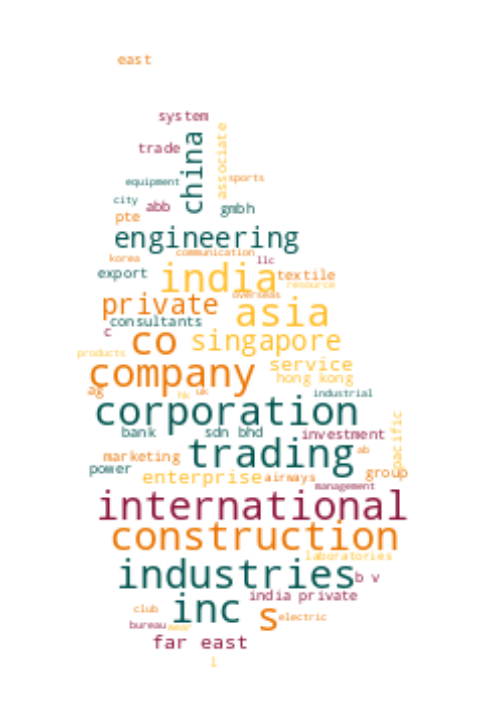 east
system
trade
china
associate
equipment
sports
city
abb
gmbh
pte
engineering
communication
korea
llc
export
india
textile
resource
overseas
private
asia
consultants
c
co
singapore
products
company
service
hong kong
ag
hk
uk
industrial
corporation
pacific
bank
sdn bhd
investment
trading
marketing
ab
power
enterprise
airways
group
management
international
construction
laboratories
industries
b v
india private
club
inc
s
electric
bureau
near
far east
l